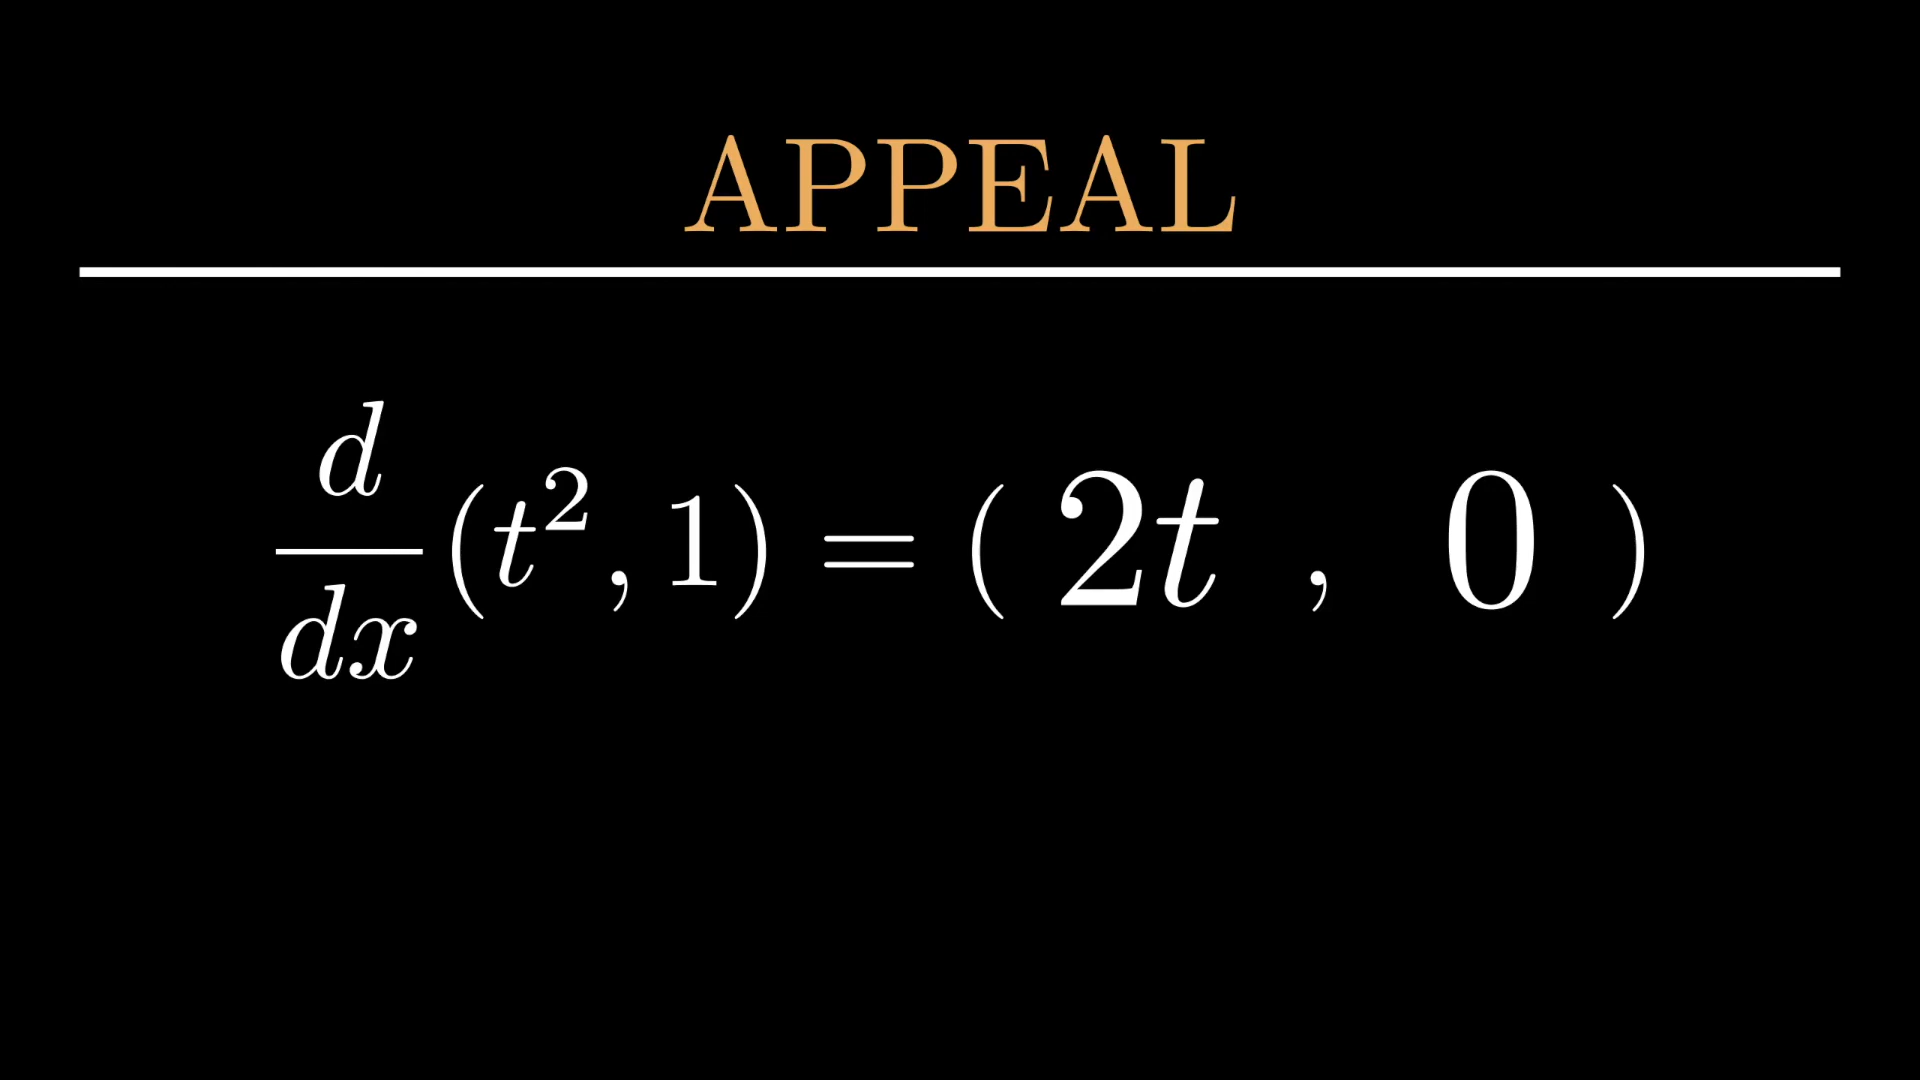 APPEAL
d/dx (t², 1) = ( 2t , 0 )